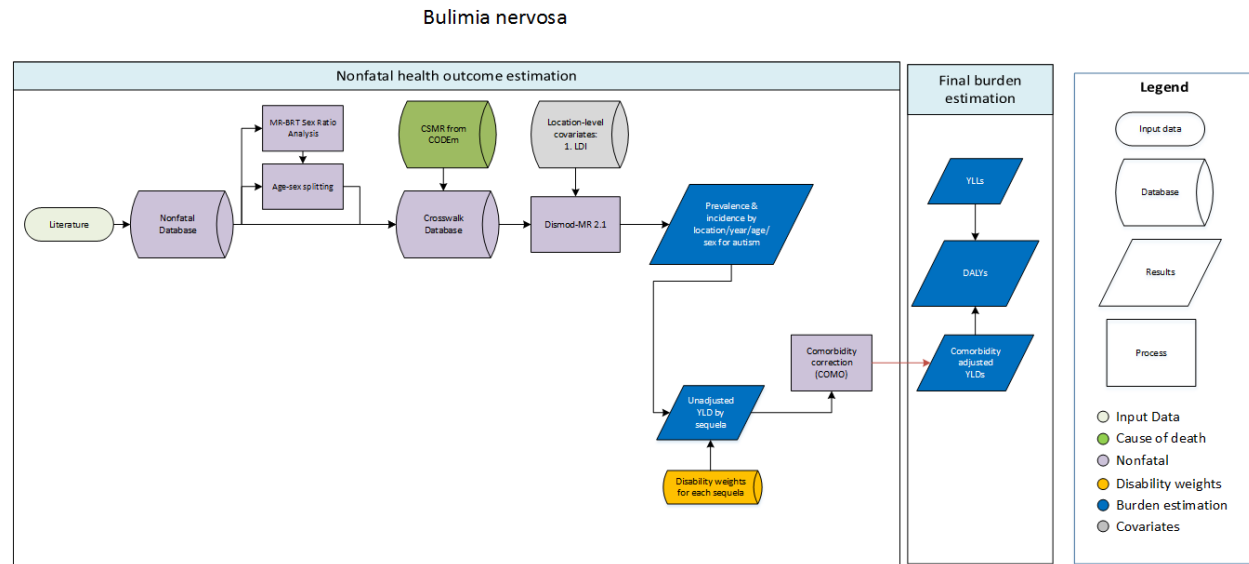 Bulimia nervosa
Nonfatal health outcome estimation
MR-BRT Sex Ratio
Analysis
Age-sex splitting
Literature
Nonfatal
Database
CSMR from
CODEm
Crosswalk
Database
Location-level
covariates:
1. LDI
Dismod-MR 2.1
Prevalence &
incidence by
location/year/age/
sex for autism
Unadjusted
YLD by
sequela
Disability weights
for each sequela
Comorbidity
correction
(COMO)
Final burden
estimation
YLLs
DALYs
Comorbidity
adjusted
YLDs
Legend
Input data
Database
Results
Process
Input Data
Cause of death
Nonfatal
Disability weights
Burden estimation
Covariates